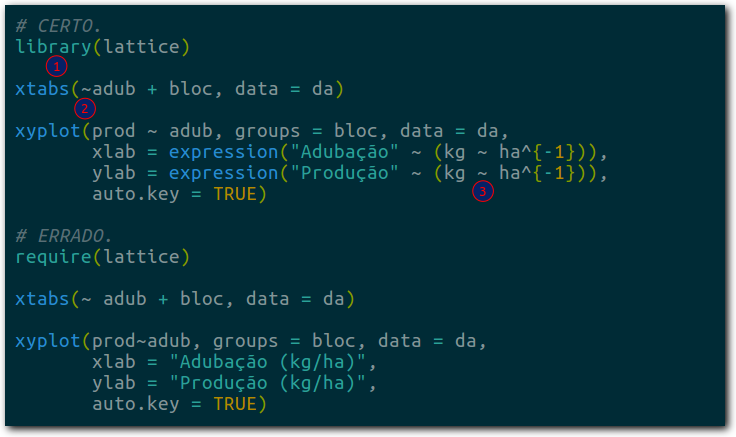 # CERTO.
library(lattice)
1
xtabs(~adub + bloc, data = da)
2
xyplot(prod ~ adub, groups = bloc, data = da,
       xlab = expression("Adubação" ~ (kg ~ ha^{-1})),
       ylab = expression("Produção" ~ (kg ~ ha^{-1})),
3
       auto.key = TRUE)
# ERRADO.
require(lattice)
xtabs(~ adub + bloc, data = da)
xyplot(prod~adub, groups = bloc, data = da,
       xlab = "Adubação (kg/ha)",
       ylab = "Produção (kg/ha)",
       auto.key = TRUE)